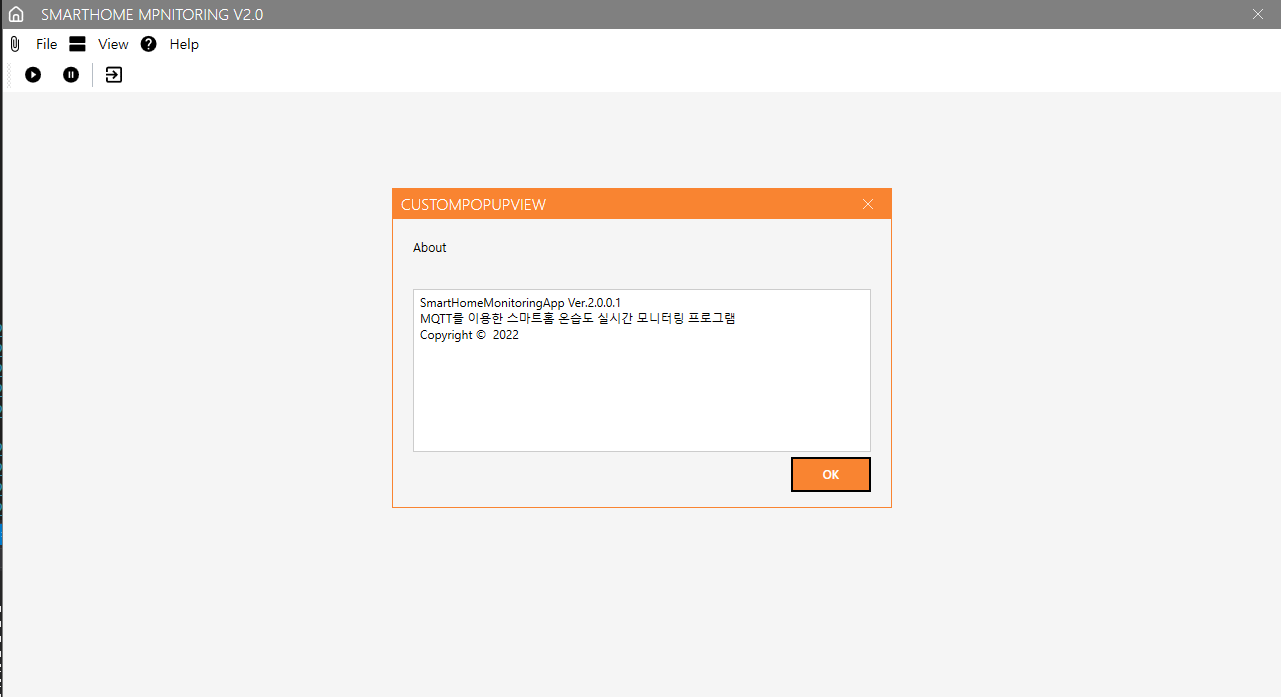 SMARTHOME MPNITORING V2.0
File View Help
CUSTOMPOPUPVIEW
About
SmartHomeMonitoringApp Ver.2.0.0.1
MQTT를 이용한 스마트홈 온습도 실시간 모니터링 프로그램
Copyright © 2022
OK